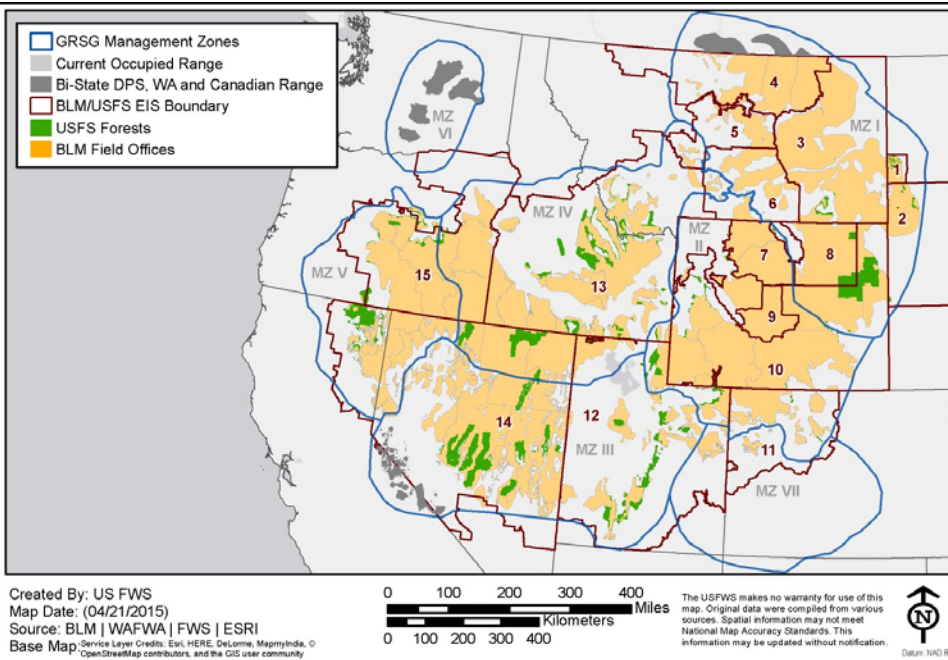 GRSG Management Zones
Current Occupied Range
Bi-State DPS, WA and Canadian Range
BLM/USFS EIS Boundary
USFS Forests
BLM Field Offices
MZ
VI
4
5
MZ I
3
1
2
6
MZ IV
MZ
II
7
8
MZ V
15
13
9
10
14
12
MZ III
11
MZ VII
Created By: US FWS
Map Date: (04/21/2015)
Source: BLM | WAFWA | FWS | ESRI
Base Map: Service Layer Credits: Esri, HERE, DeLorme, MapmyIndia, ©
OpenStreetMap contributors, and the GIS user community
0 100 200 300 400
Miles
Kilometers
0 100 200 300 400
The USFWS makes no warranty for use of this
map. Original data were compiled from various
sources. Spatial information may not meet
National Map Accuracy Standards. This
information may be updated without notification.
N
Datum: NAD